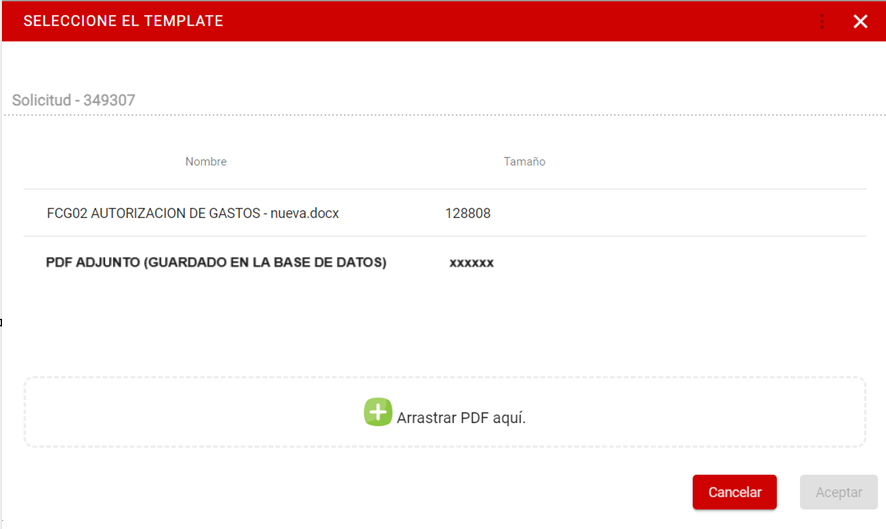 SELECCIONE EL TEMPLATE
Solicitud - 349307
Nombre Tamaño
FCG02 AUTORIZACION DE GASTOS - nueva.docx 128808
PDF ADJUNTO (GUARDADO EN LA BASE DE DATOS) xxxxxx
Arrastrar PDF aquí.
Cancelar Aceptar